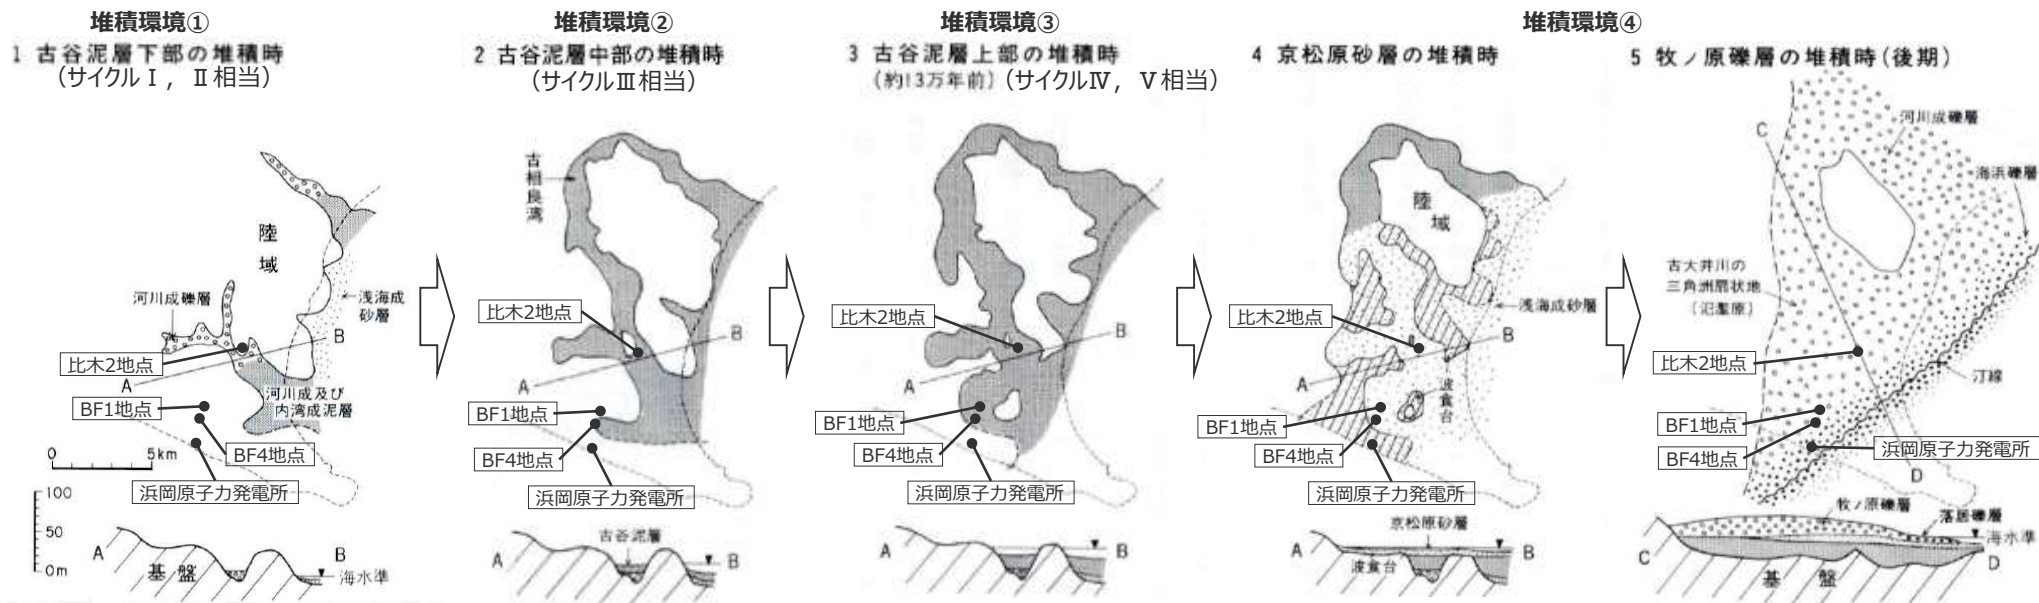 堆積環境①
1 古谷泥層下部の堆積時
(サイクルⅠ，Ⅱ相当)
陸域
河川成礫層
浅海成
砂層
比木2地点
A
B
河川成及び
内湾成泥層
BF1地点
BF4地点
浜岡原子力発電所
0
5km
100
50
0m
A
基盤
B
海水準
堆積環境②
2 古谷泥層中部の堆積時
(サイクルⅢ相当)
古相良湾
比木2地点
A
B
BF1地点
BF4地点
浜岡原子力発電所
古谷泥層
A
B
堆積環境③
3 古谷泥層上部の堆積時
(約13万年前)(サイクルⅣ，Ⅴ相当)
比木2地点
A
B
BF1地点
BF4地点
浜岡原子力発電所
A
B
堆積環境④
4 京松原砂層の堆積時
陸域
浅海成砂層
比木2地点
A
B
波食台
BF1地点
BF4地点
浜岡原子力発電所
京松原砂層
A
波食台
B
5 牧ノ原礫層の堆積時(後期)
C
河川成礫層
海浜礫層
古大井川の
三角洲扇状地
(氾濫原)
比木2地点
汀線
BF1地点
BF4地点
浜岡原子力発電所
D
牧ノ原礫層
落居礫層
海水準
C
D
基盤